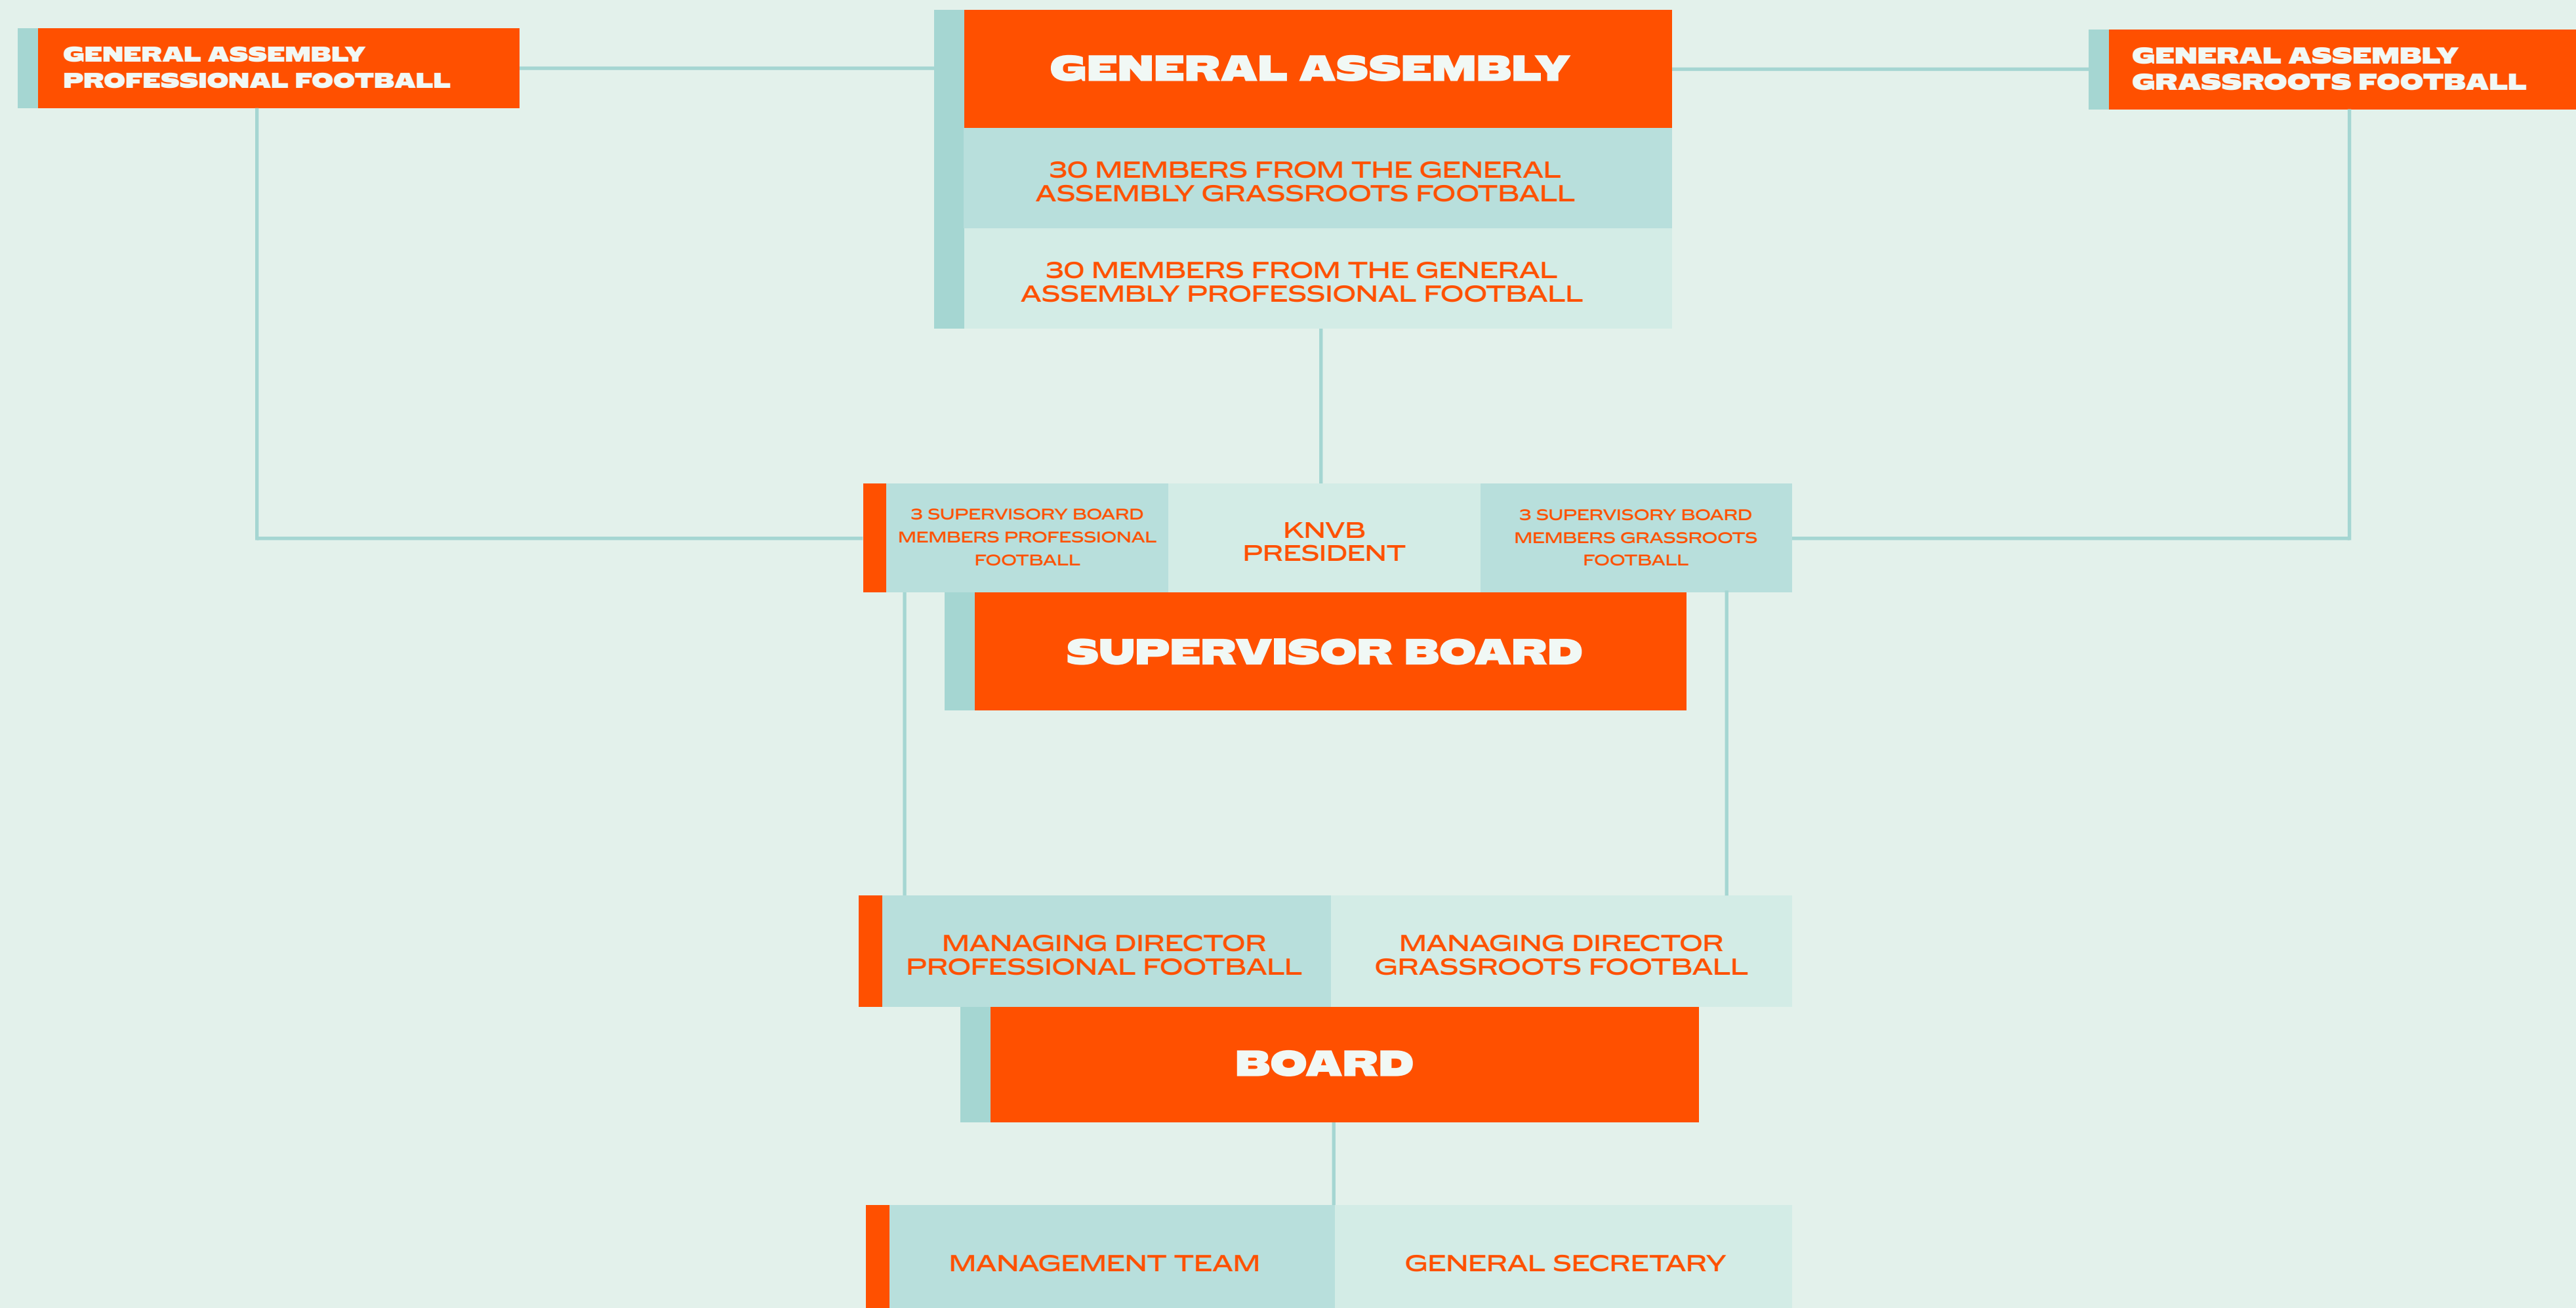 GENERAL ASSEMBLY
PROFESSIONAL FOOTBALL
GENERAL ASSEMBLY
GENERAL ASSEMBLY
GRASSROOTS FOOTBALL
30 MEMBERS FROM THE GENERAL
ASSEMBLY GRASSROOTS FOOTBALL
30 MEMBERS FROM THE GENERAL
ASSEMBLY PROFESSIONAL FOOTBALL
3 SUPERVISORY BOARD
MEMBERS PROFESSIONAL
FOOTBALL
KNVB
PRESIDENT
3 SUPERVISORY BOARD
MEMBERS GRASSROOTS
FOOTBALL
SUPERVISOR BOARD
MANAGING DIRECTOR
PROFESSIONAL FOOTBALL
MANAGING DIRECTOR
GRASSROOTS FOOTBALL
BOARD
MANAGEMENT TEAM
GENERAL SECRETARY